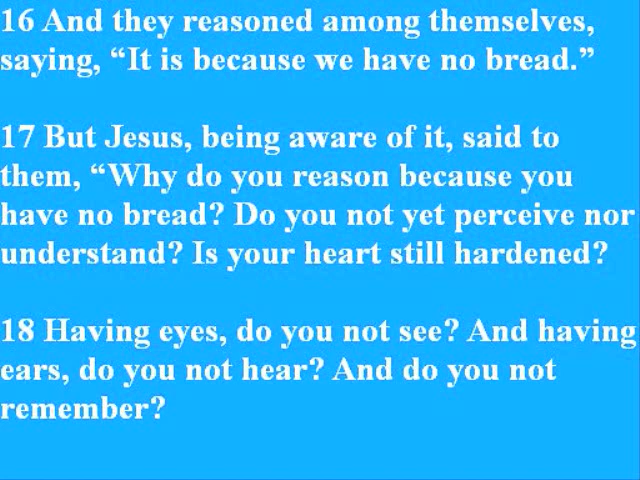 16 And they reasoned among themselves,
saying, “It is because we have no bread.”
17 But Jesus, being aware of it, said to
them, “Why do you reason because you
have no bread? Do you not yet perceive nor
understand? Is your heart still hardened?
18 Having eyes, do you not see? And having
ears, do you not hear? And do you not
remember?